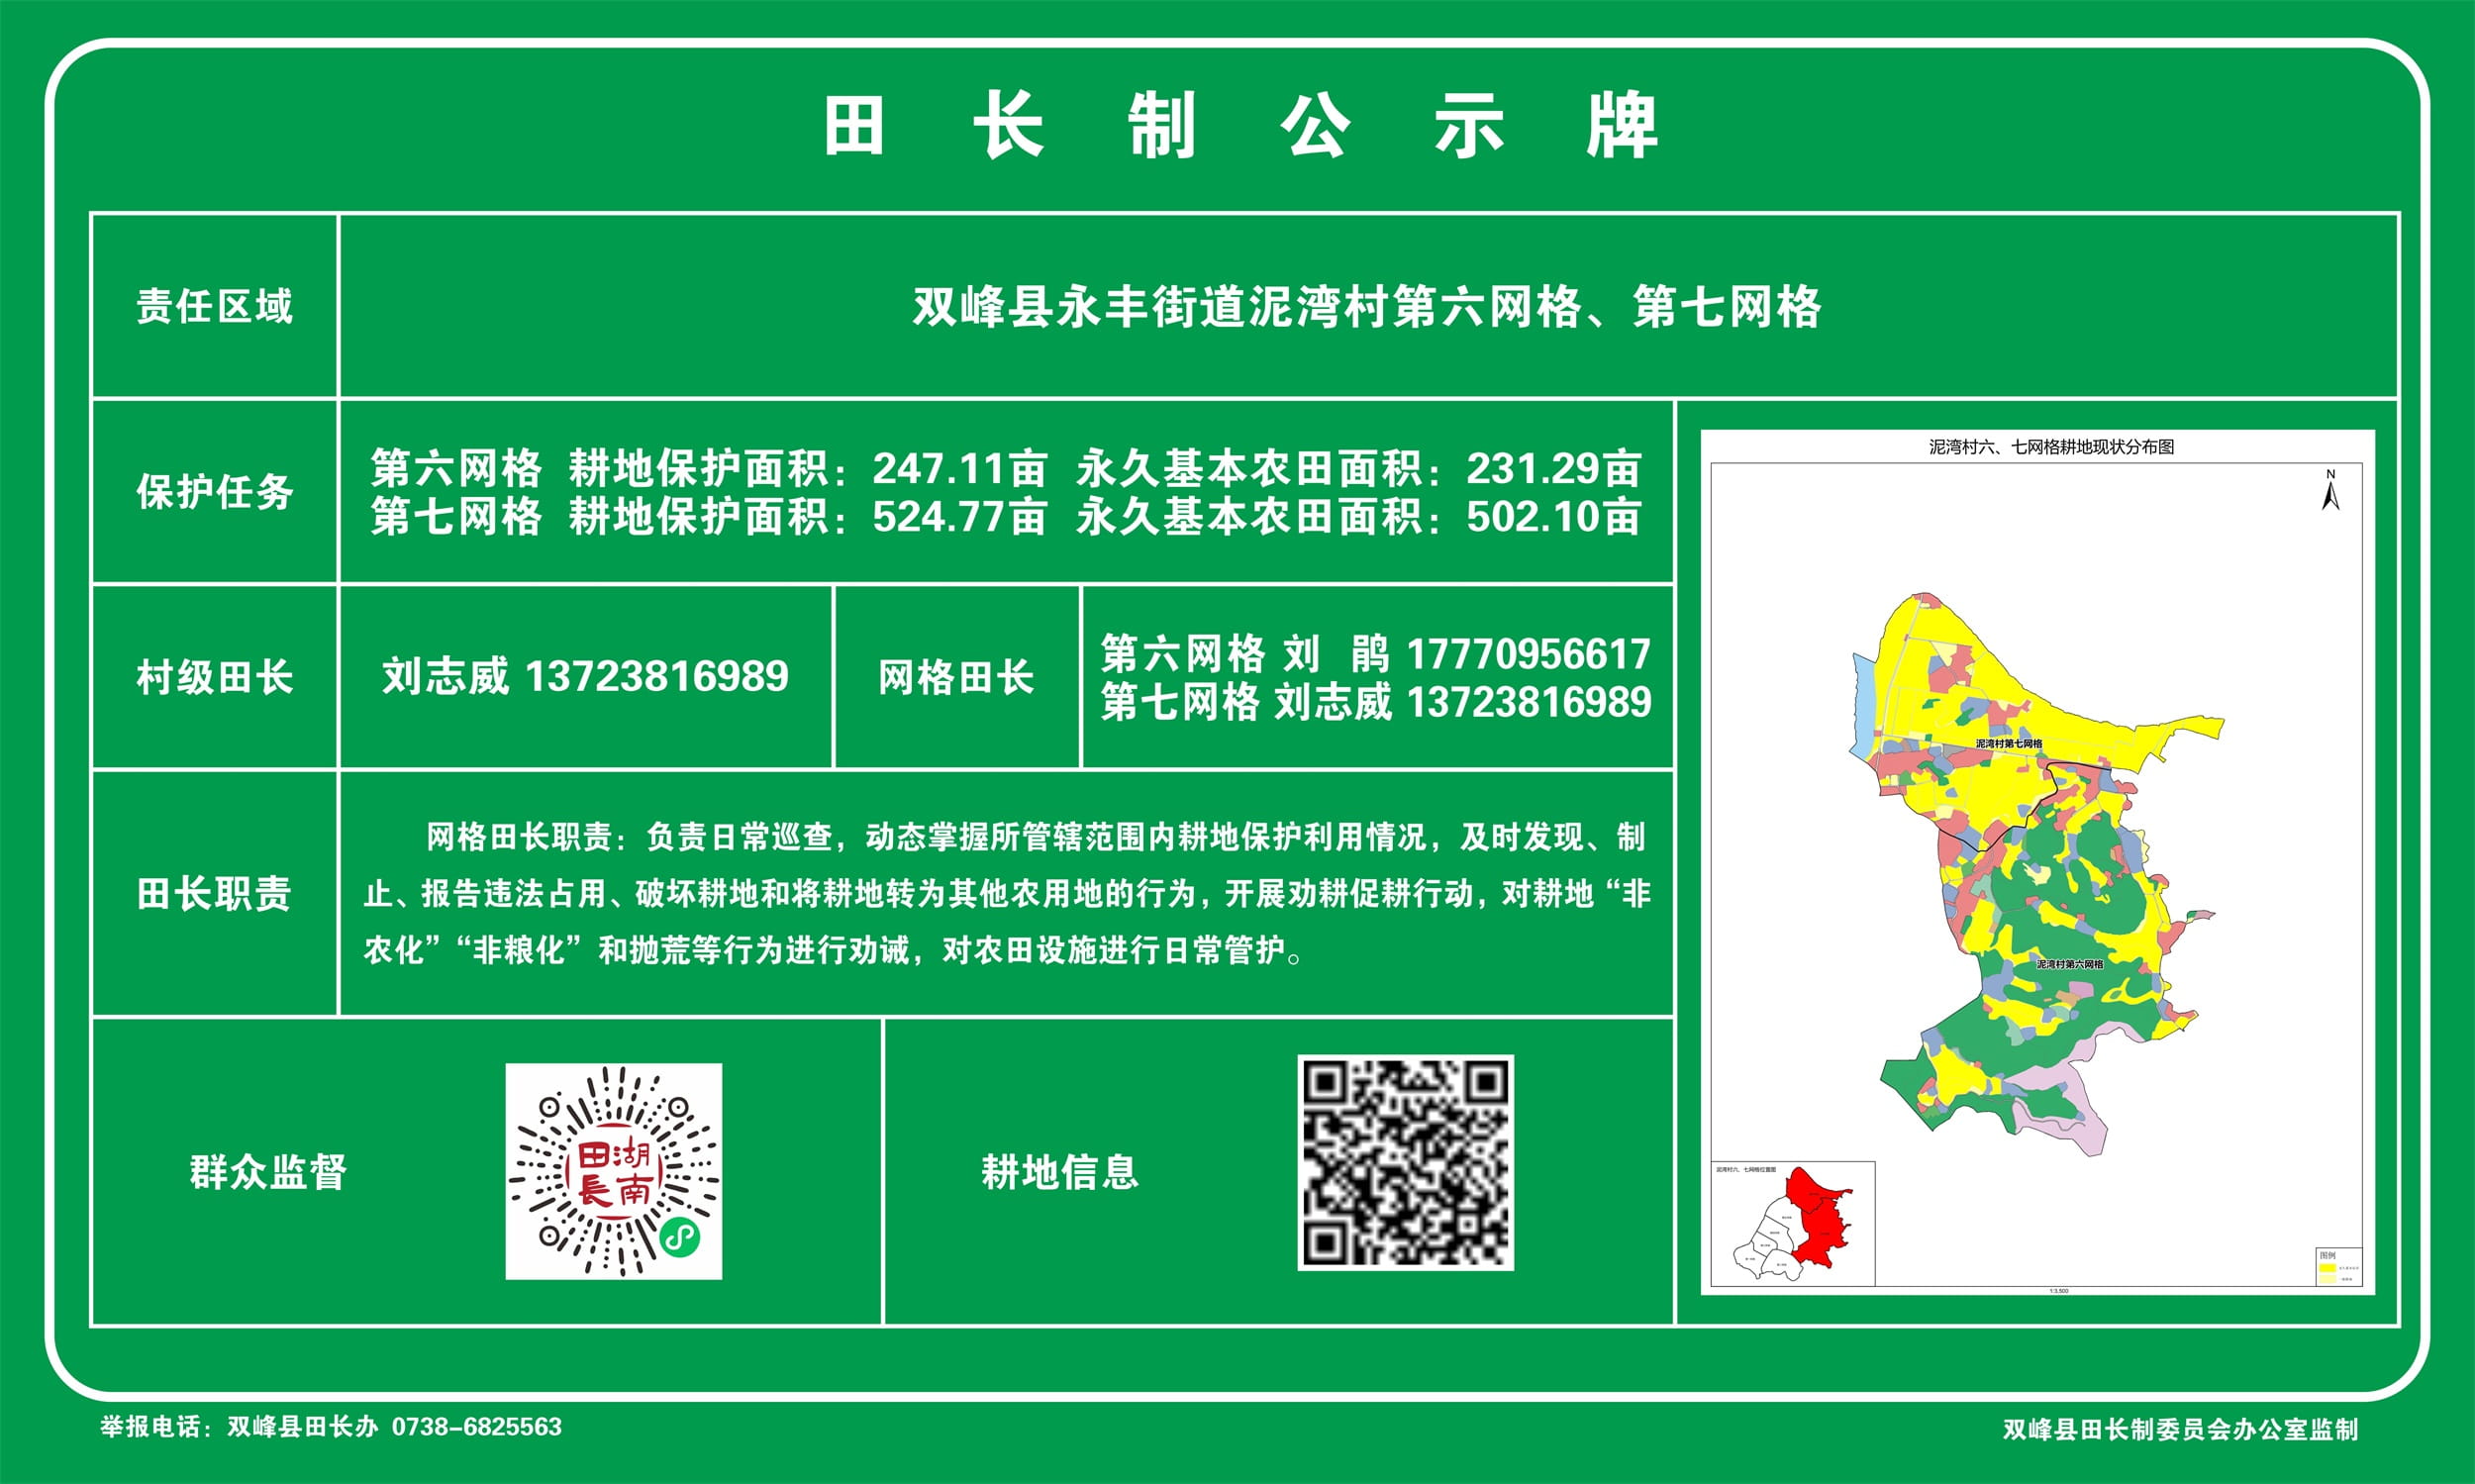 田长制公示牌
责任区域
双峰县永丰街道泥湾村第六网格、第七网格
保护任务
第六网格 耕地保护面积：247.11亩 永久基本农田面积：231.29亩
第七网格 耕地保护面积：524.77亩 永久基本农田面积：502.10亩
村级田长
刘志威 13723816989
网格田长
第六网格 刘 鹃 17770956617
第七网格 刘志威 13723816989
田长职责
网格田长职责：负责日常巡查，动态掌握所管辖范围内耕地保护利用情况，及时发现、制
止、报告违法占用、破坏耕地和将耕地转为其他农用地的行为，开展劝耕促耕行动，对耕地“非
农化”“非粮化”和抛荒等行为进行劝诫，对农田设施进行日常管护。
群众监督
湖南
田長
耕地信息
泥湾村六、七网格耕地现状分布图
N
泥湾村第七网格
泥湾村第六网格
泥湾村六、七网格位置图
图例
1:3,500
举报电话：双峰县田长办 0738-6825563
双峰县田长制委员会办公室监制